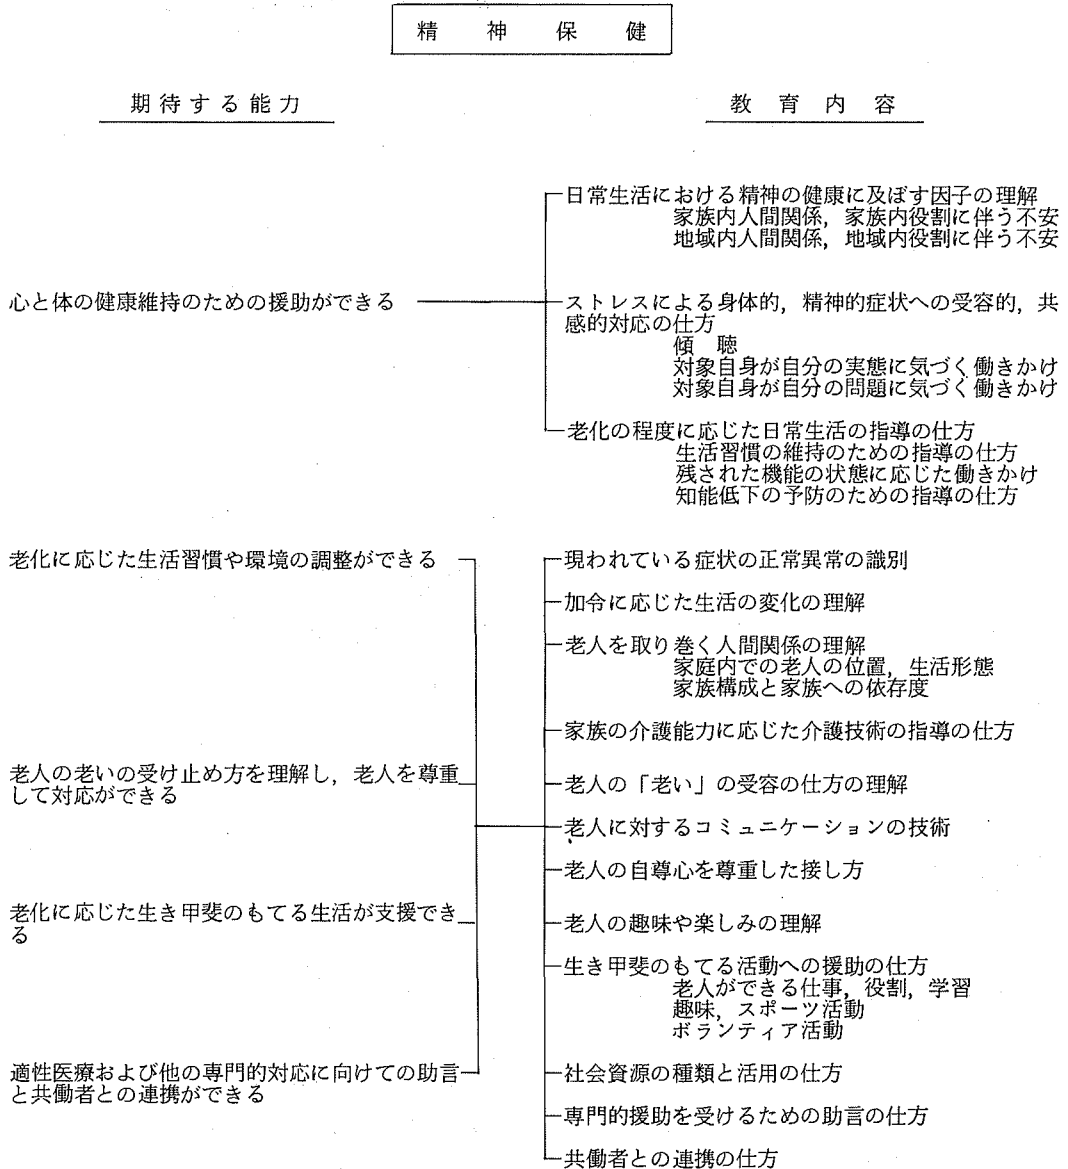 精神保健
期待する能力
教育内容
日常生活における精神の健康に及ぼす因子の理解
家族内人間関係，家族内役割に伴う不安
地域内人間関係，地域内役割に伴う不安
心と体の健康維持のための援助ができる
ストレスによる身体的，精神的症状への受容的，共
感的対応の仕方
傾　聴
対象自身が自分の実態に気づく働きかけ
対象自身が自分の問題に気づく働きかけ
老化の程度に応じた日常生活の指導の仕方
生活習慣の維持のための指導の仕方
残された機能の状態に応じた働きかけ
知能低下の予防のための指導の仕方
老化に応じた生活習慣や環境の調整ができる
現われている症状の正常異常の識別
加令に応じた生活の変化の理解
老人を取り巻く人間関係の理解
家庭内での老人の位置，生活形態
家族構成と家族への依存度
家族の介護能力に応じた介護技術の指導の仕方
老人の老いの受け止め方を理解し，老人を尊重
して対応ができる
老人の「老い」の受容の仕方の理解
老人に対するコミュニケーションの技術
老人の自尊心を尊重した接し方
老化に応じた生き甲斐のもてる生活が支援でき
る
老人の趣味や楽しみの理解
生き甲斐のもてる活動への援助の仕方
老人ができる仕事，役割，学習
趣味，スポーツ活動
ボランティア活動
適性医療および他の専門的対応に向けての助言
と共働者との連携ができる
社会資源の種類と活用の仕方
専門的援助を受けるための助言の仕方
共働者との連携の仕方